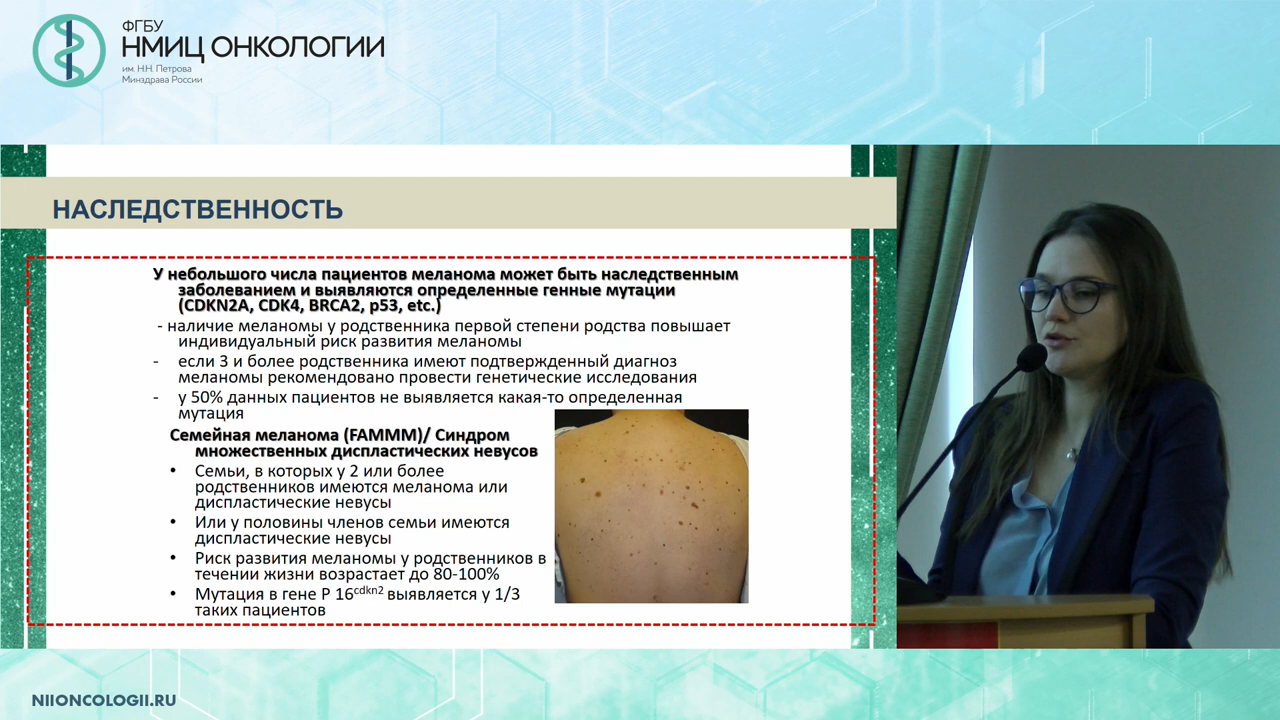 ФГБУ
НМИЦ ОНКОЛОГИИ
им. Н.Н. Петрова
Минздрава России
НАСЛЕДСТВЕННОСТЬ
У небольшого числа пациентов меланома может быть наследственным
заболеванием и выявляются определенные генные мутации
(CDKN2A, CDK4, BRCA2, p53, etc.)
- наличие меланомы у родственника первой степени родства повышает
индивидуальный риск развития меланомы
- если 3 и более родственника имеют подтвержденный диагноз
меланомы рекомендовано провести генетические исследования
- у 50% данных пациентов не выявляется какая-то определенная
мутация
Семейная меланома (FAMMM)/ Синдром
множественных диспластических невусов
• Семьи, в которых у 2 или более
родственников имеются меланома или
диспластические невусы
• Или у половины членов семьи имеются
диспластические невусы
• Риск развития меланомы у родственников в
течении жизни возрастает до 80-100%
• Мутация в гене P 16cdkn2 выявляется у 1/3
таких пациентов
NIIONCOLOGII.RU